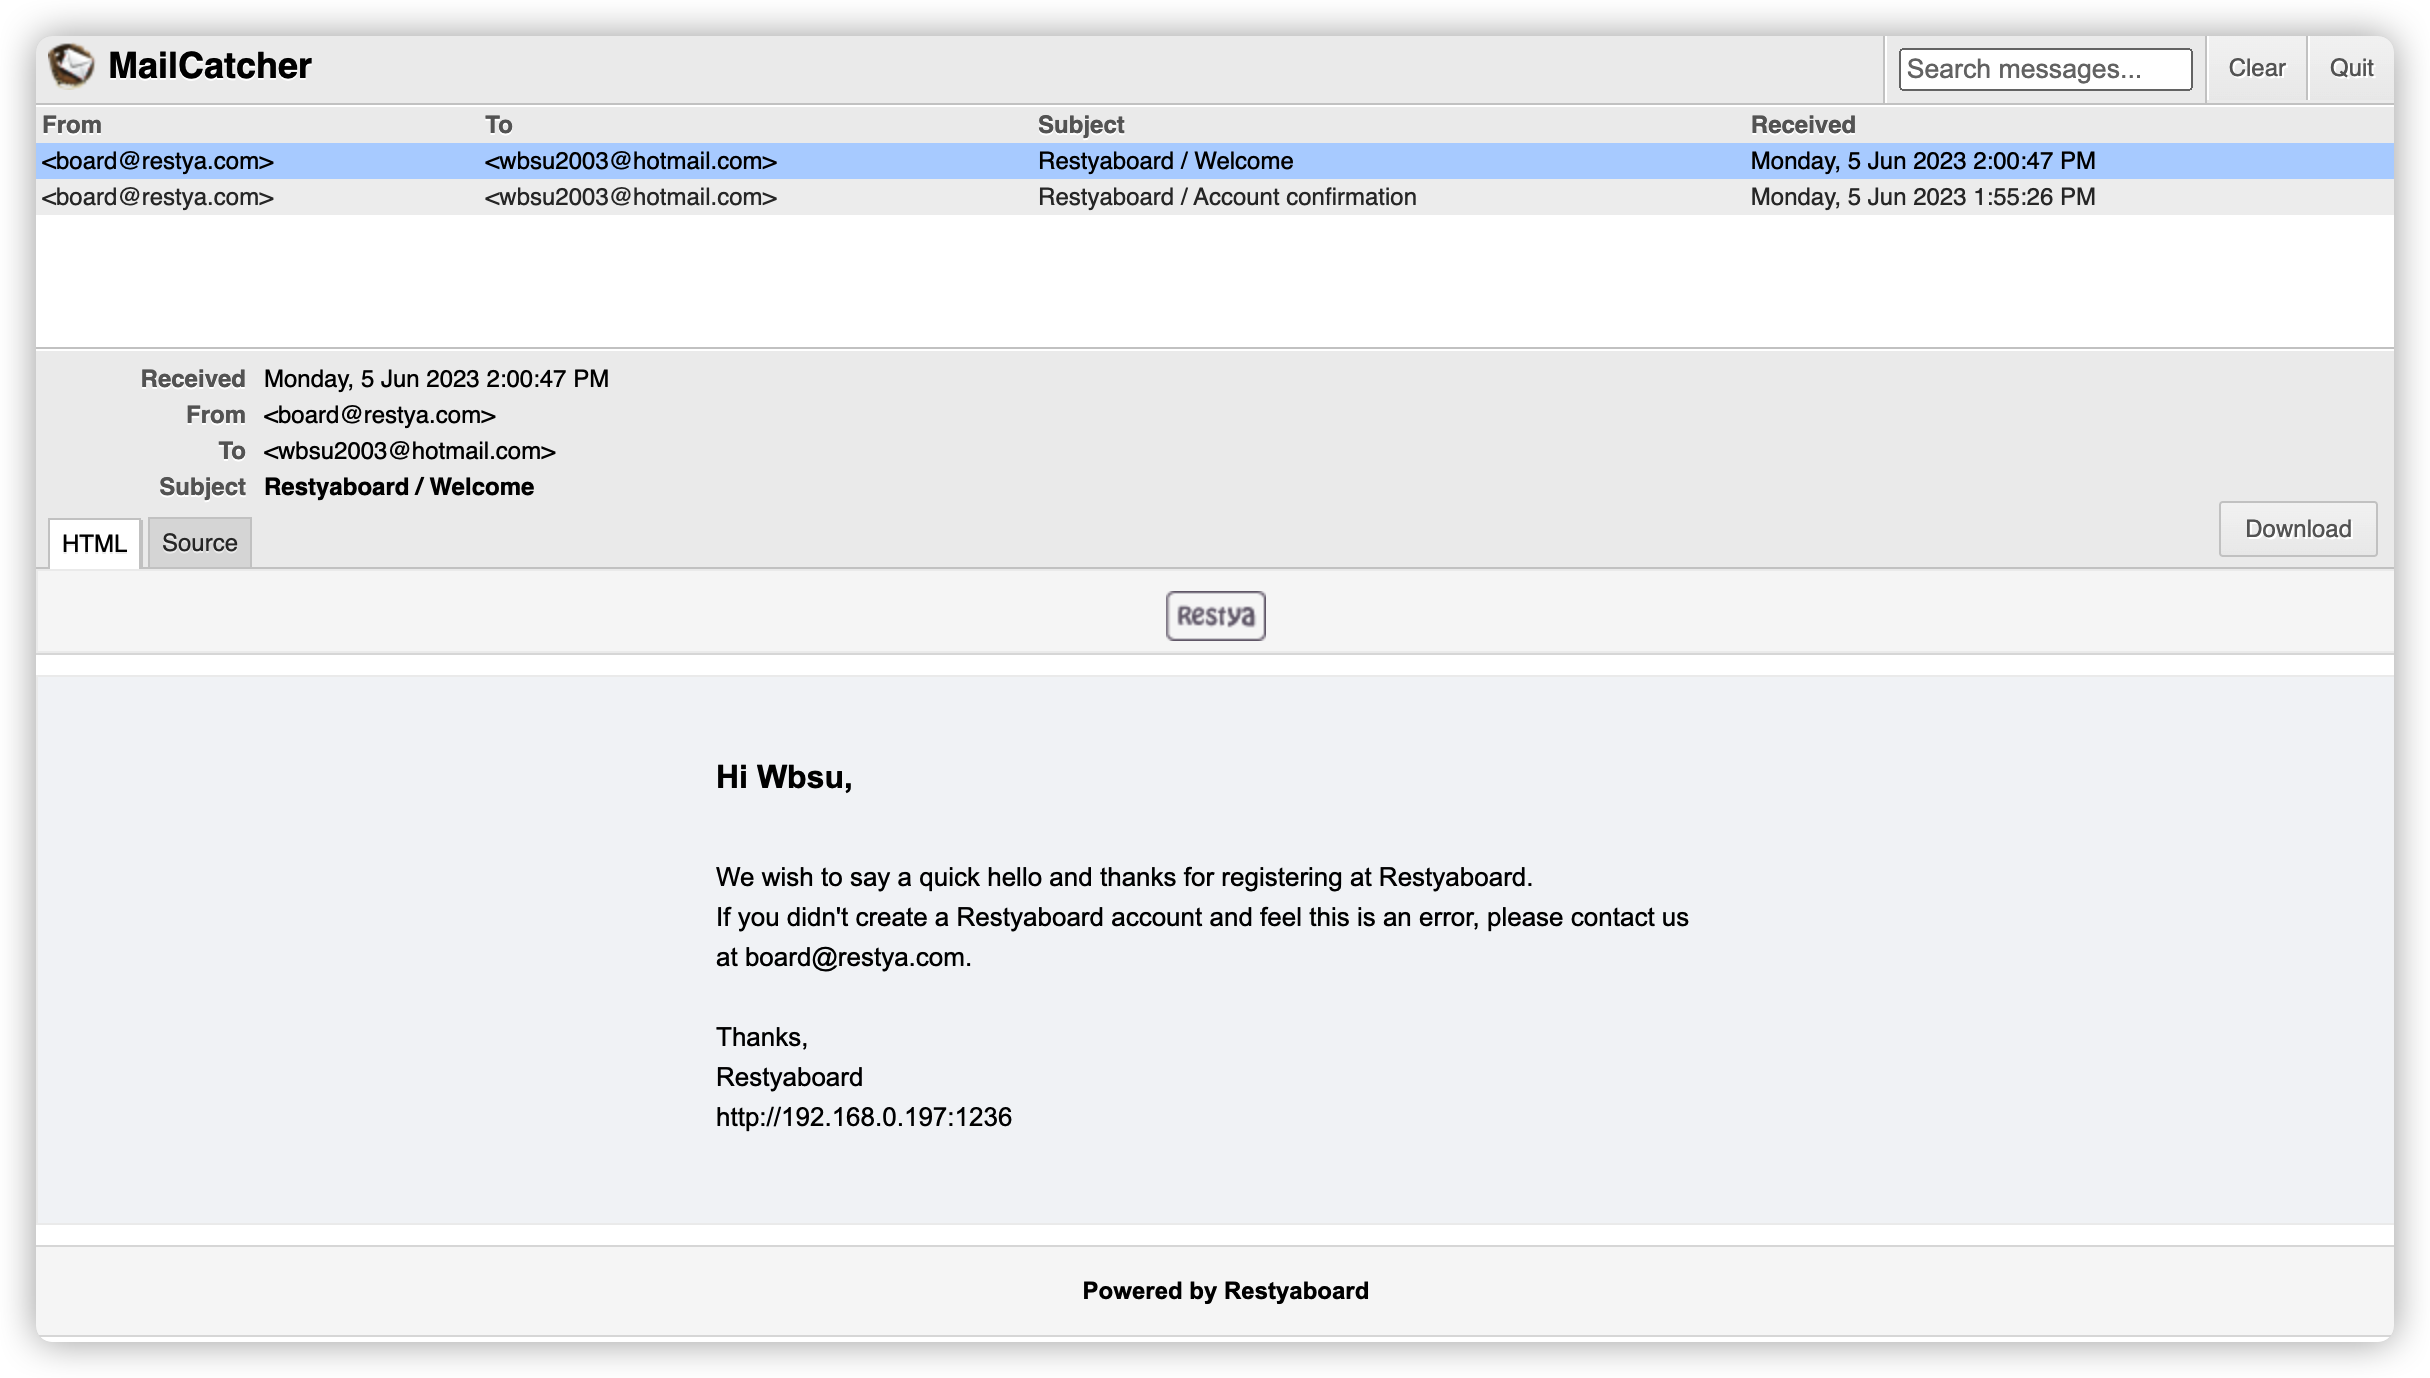 MailCatcher
Search messages...
Clear
Quit
From To Subject Received
<board@restya.com> <wbsu2003@hotmail.com> Restyaboard / Welcome Monday, 5 Jun 2023 2:00:47 PM
<board@restya.com> <wbsu2003@hotmail.com> Restyaboard / Account confirmation Monday, 5 Jun 2023 1:55:26 PM
Received Monday, 5 Jun 2023 2:00:47 PM
From <board@restya.com>
To <wbsu2003@hotmail.com>
Subject Restyaboard / Welcome
HTML
Source
Download
Restya
Hi Wbsu,
We wish to say a quick hello and thanks for registering at Restyaboard.
If you didn't create a Restyaboard account and feel this is an error, please contact us
at board@restya.com.
Thanks,
Restyaboard
http://192.168.0.197:1236
Powered by Restyaboard